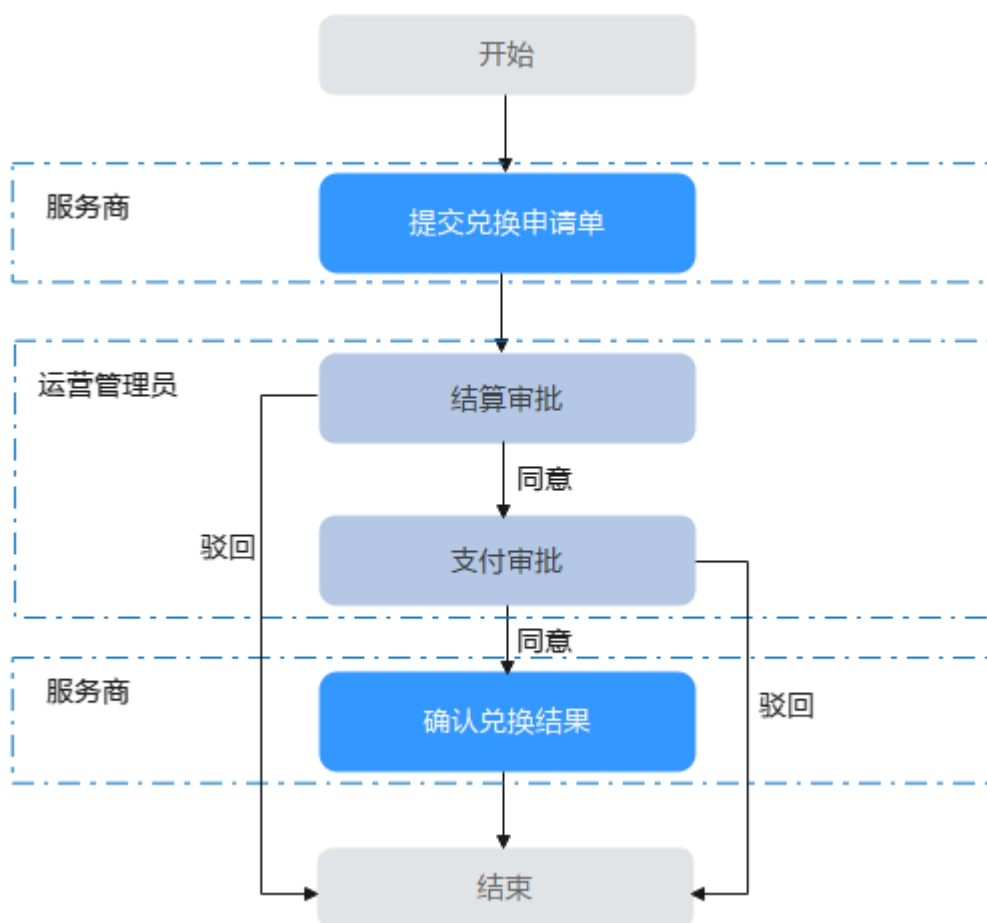 开始
服务商
提交兑换申请单
运营管理员
结算审批
同意
驳回
支付审批
同意
服务商
驳回
确认兑换结果
结束